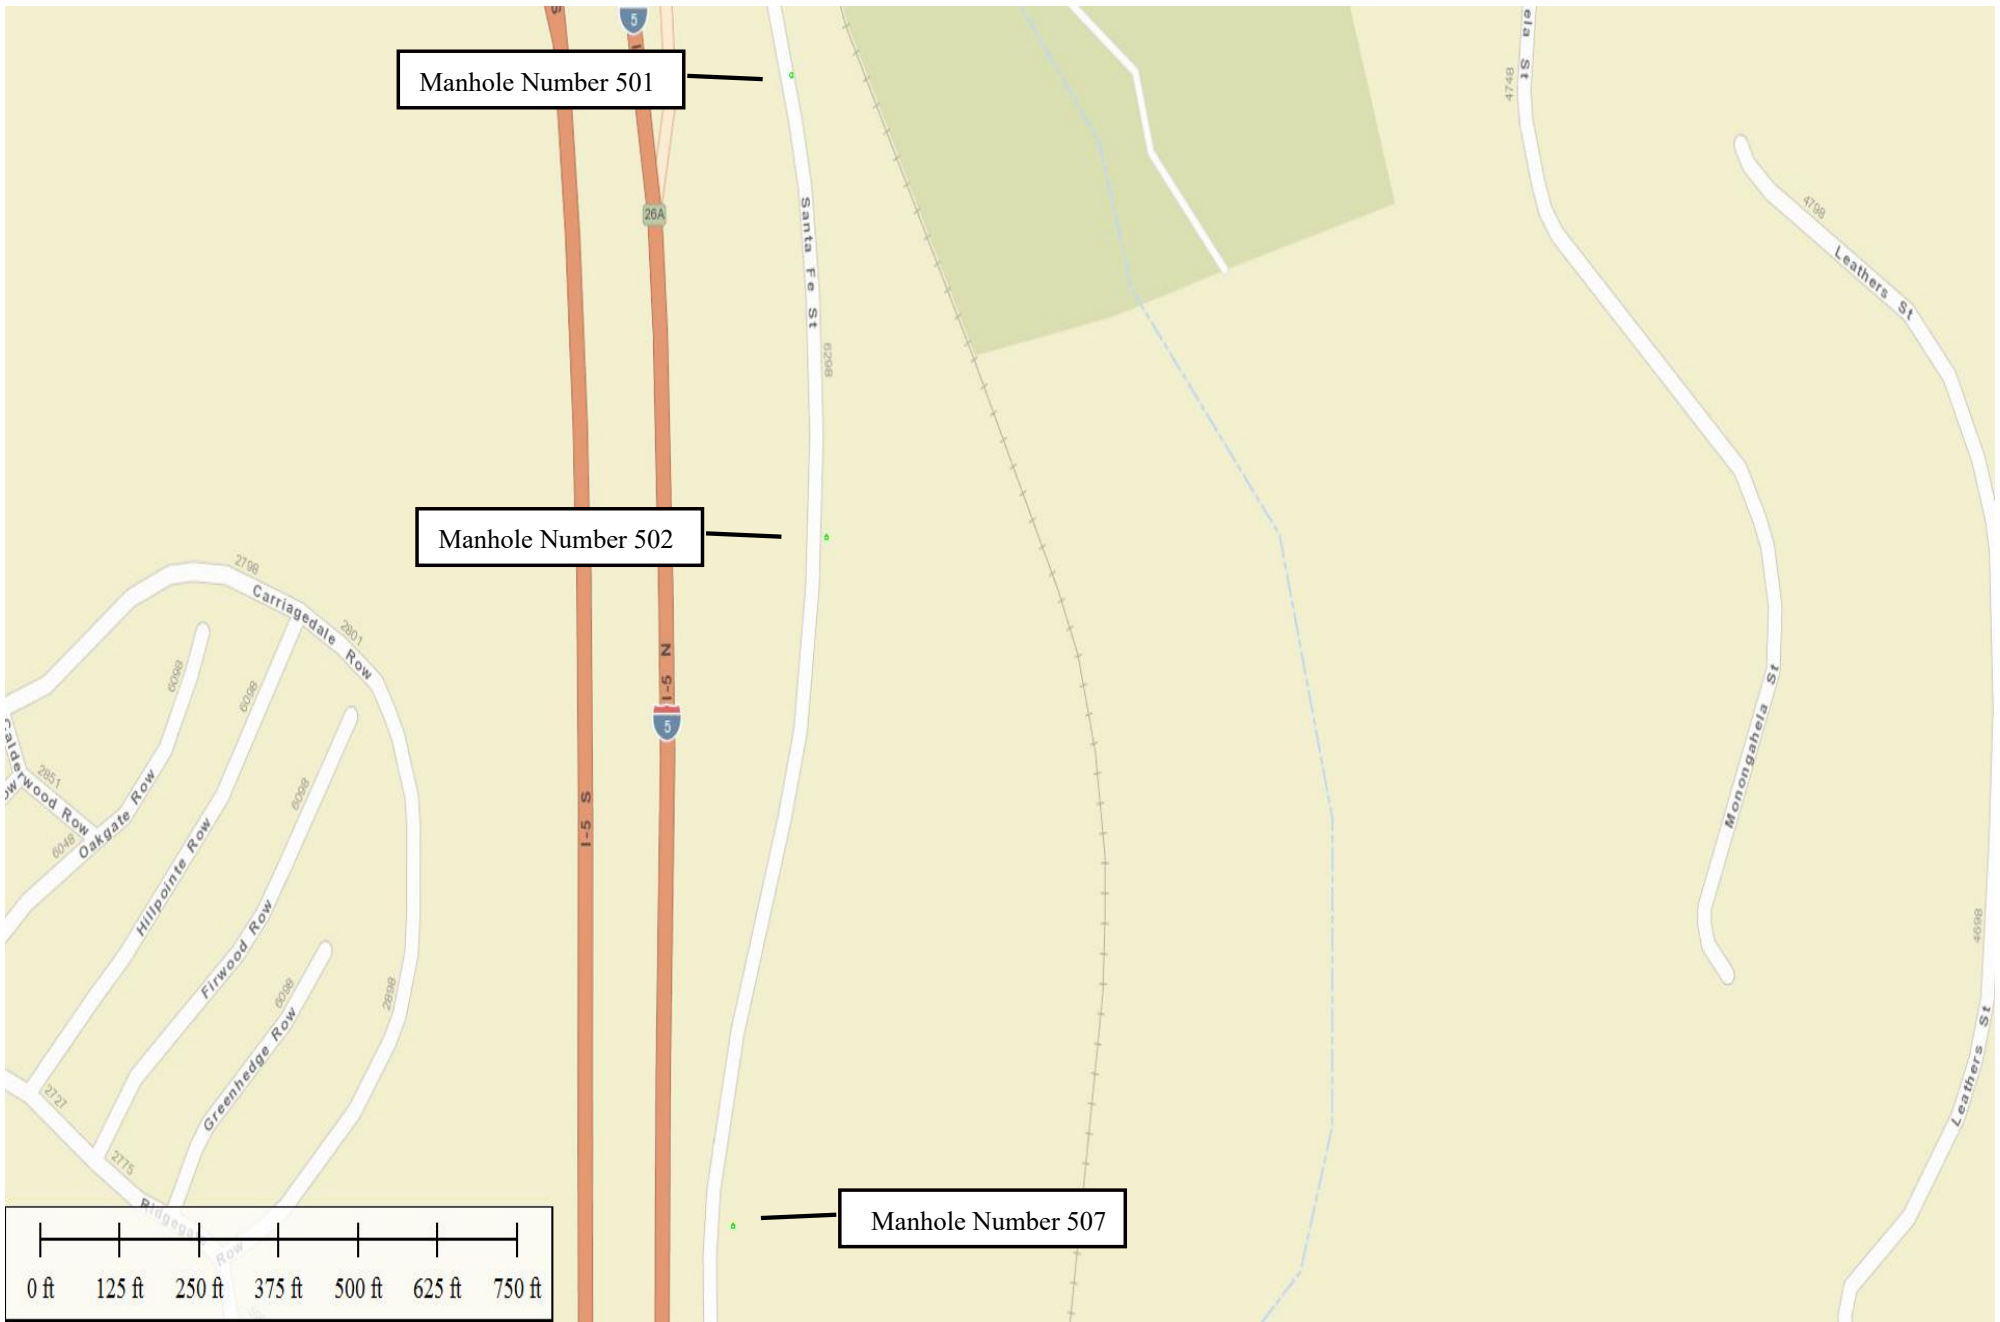 S
5
I
Manhole Number 501
26A
Santa Fe St
6298
ela St
4748
4798
Leathers St
Manhole Number 502
2798
Carriagedale Row
2801
6098
6098
6098
6098
Calderwood Row
ow
2851
6048
Oakgate Row
Hillpointe Row
Firwood Row
Greenhedge Row
2898
I-5 N
5
I-5 S
Monongahela St
4698
Leathers St
2727
2775
Ridgegate Row
Manhole Number 507
0 ft 125 ft 250 ft 375 ft 500 ft 625 ft 750 ft